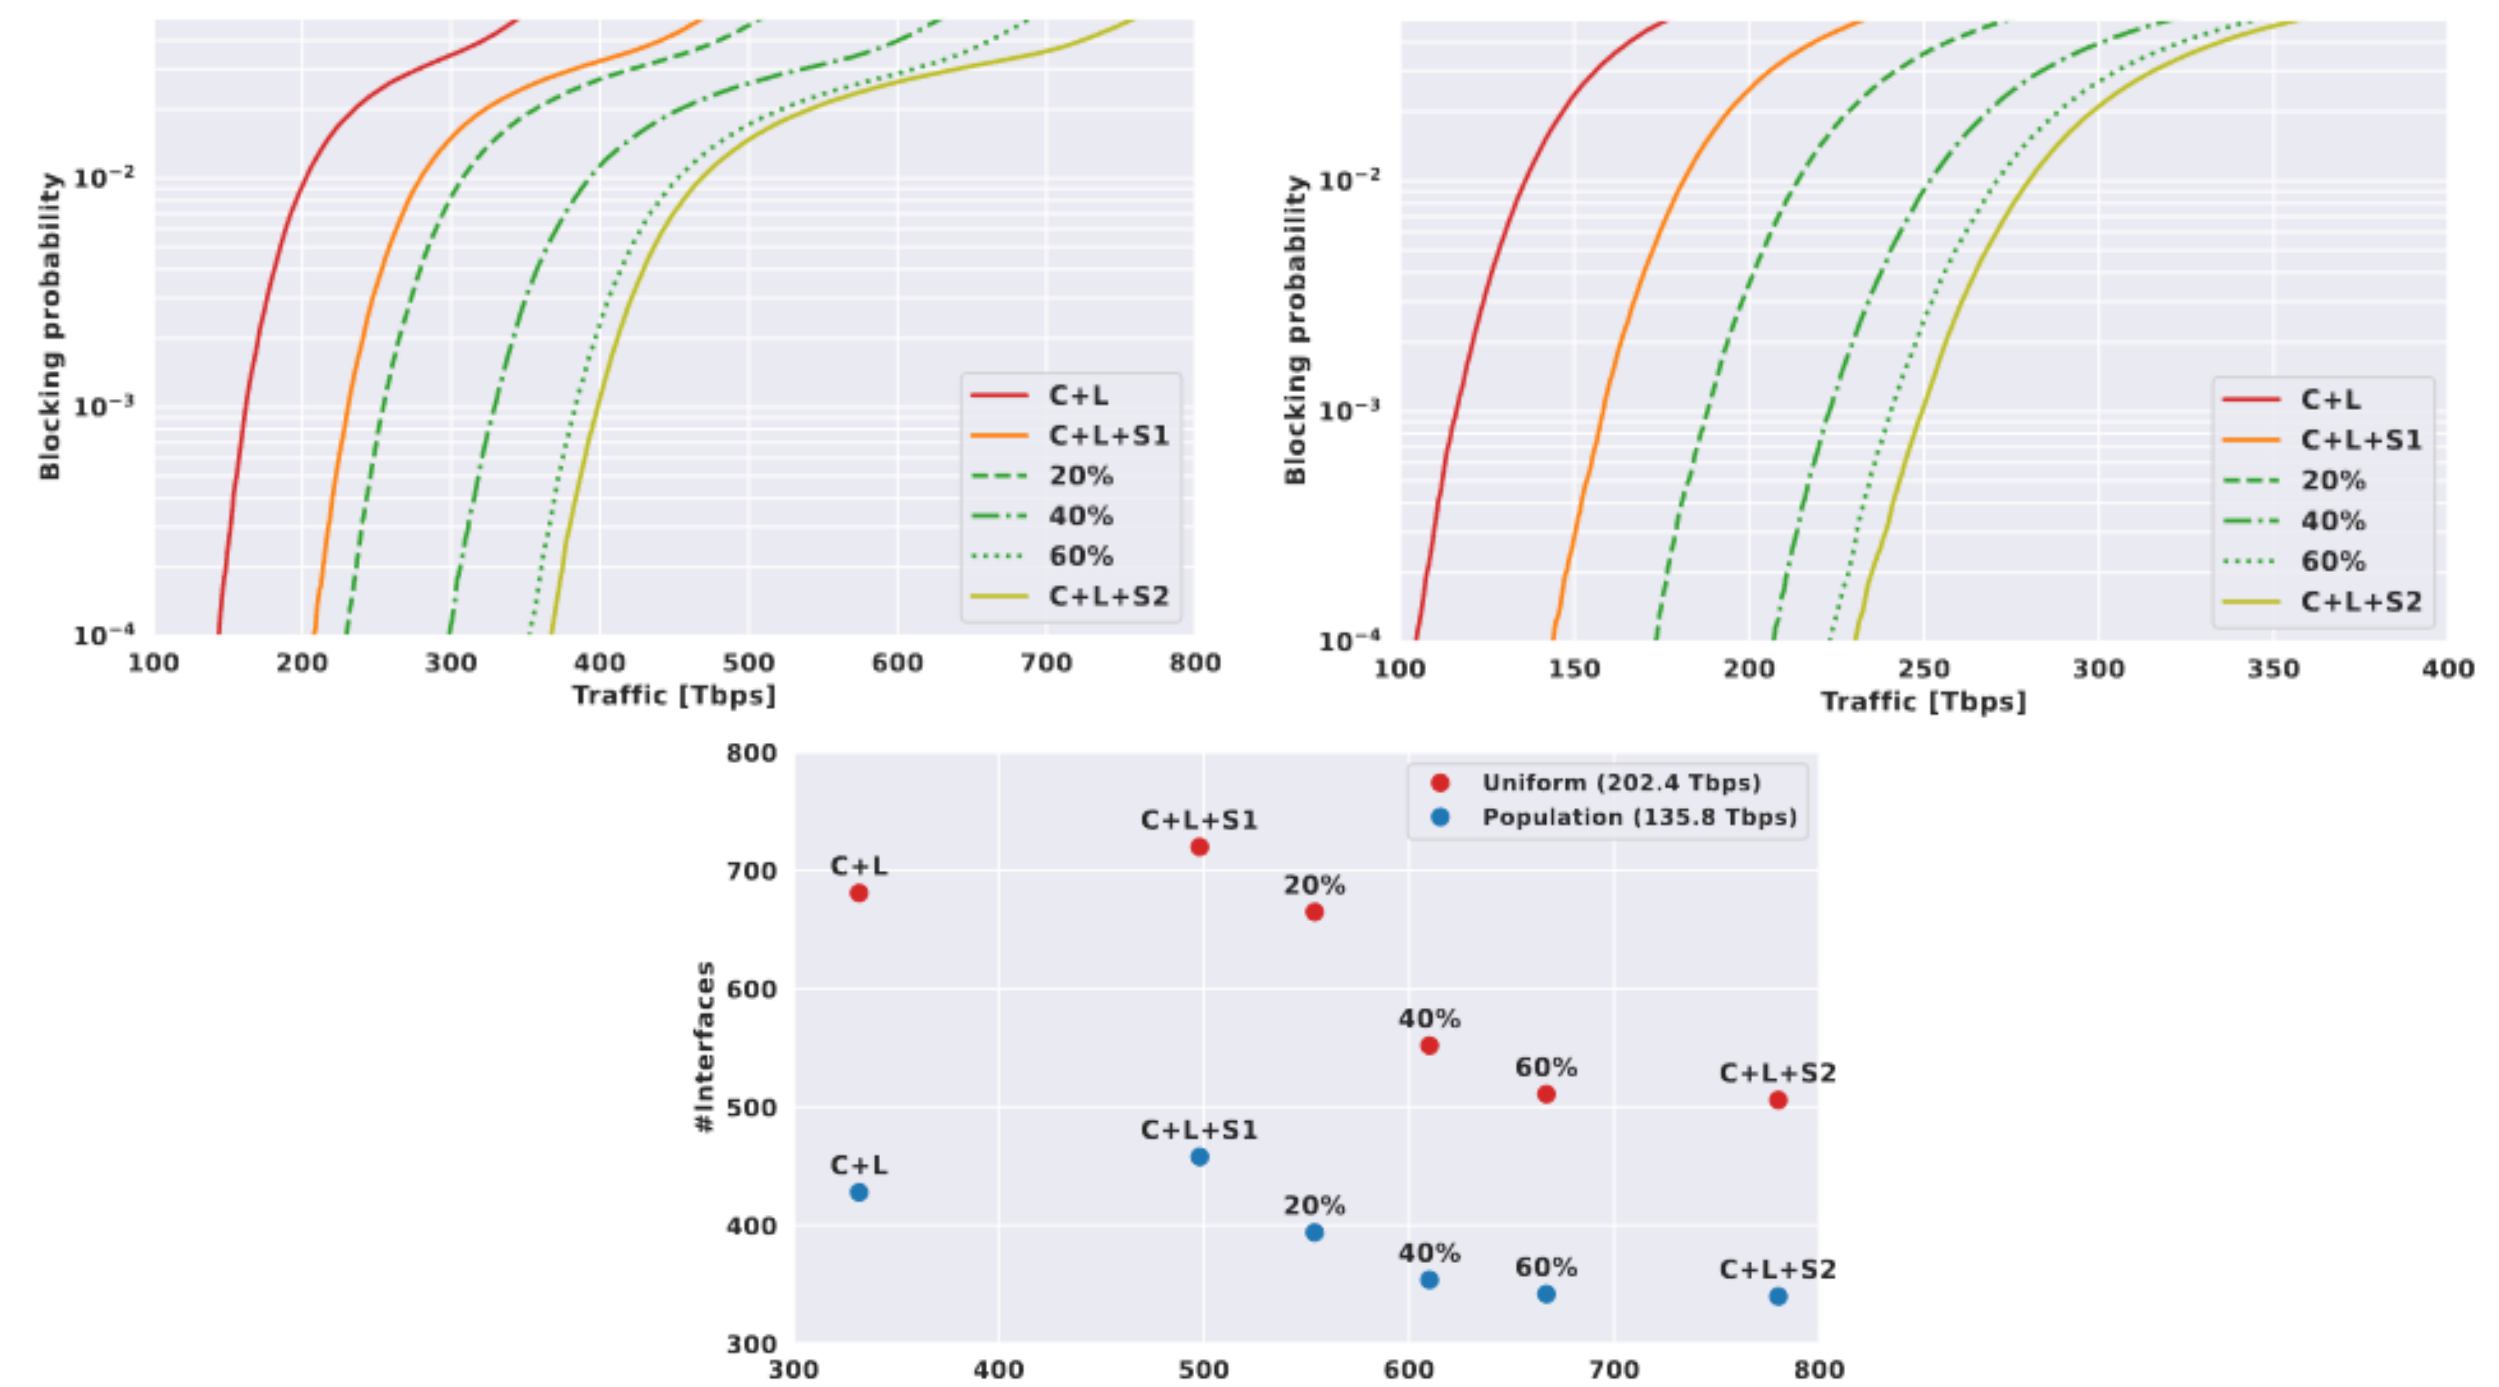 Blocking probability
10⁻²
10⁻³
10⁻⁴
100 200 300 400 500 600 700 800
Traffic [Tbps]
C+L
C+L+S1
20%
40%
60%
C+L+S2
Blocking probability
10⁻²
10⁻³
10⁻⁴
100 150 200 250 300 350 400
Traffic [Tbps]
C+L
C+L+S1
20%
40%
60%
C+L+S2
#Interfaces
800
700
600
500
400
300
300 400 500 600 700 800
Uniform (202.4 Tbps)
Population (135.8 Tbps)
C+L
C+L+S1
20%
40%
60%
C+L+S2
C+L
C+L+S1
20%
40%
60%
C+L+S2